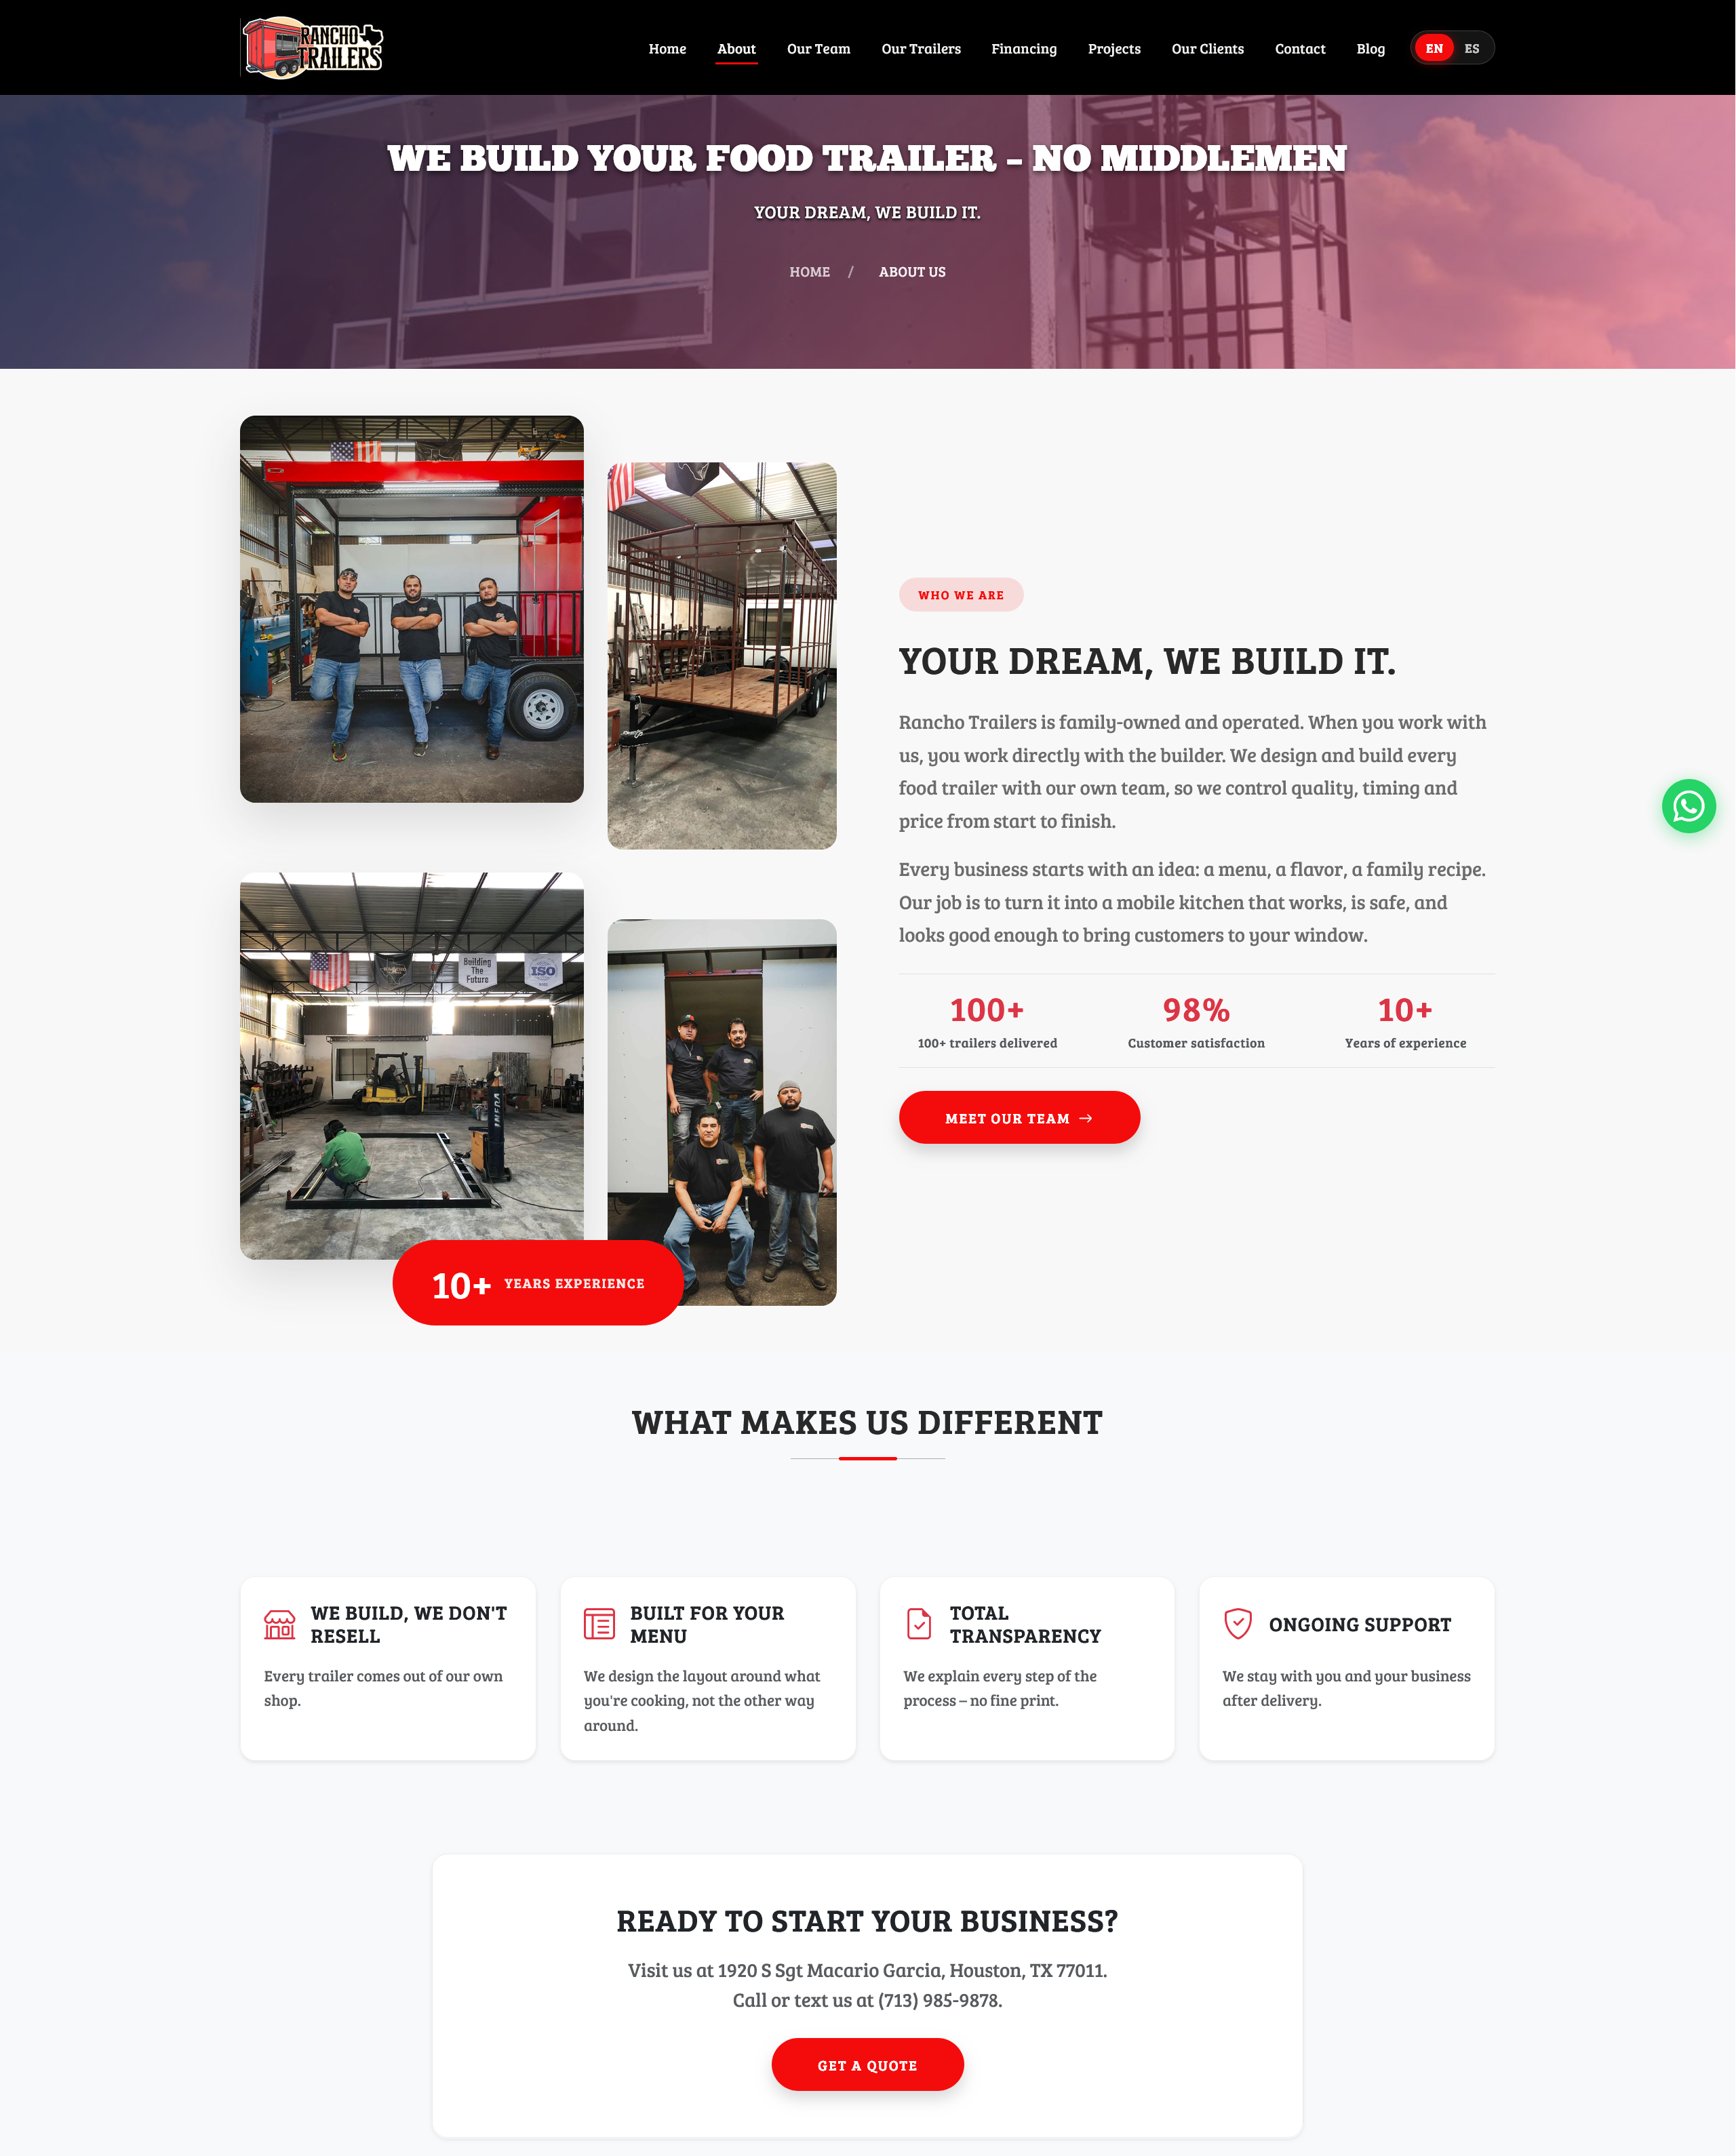 RANCHO
TRAILERS
Home About Our Team Our Trailers Financing Projects Our Clients Contact Blog EN ES
WE BUILD YOUR FOOD TRAILER – NO MIDDLEMEN
YOUR DREAM, WE BUILD IT.
HOME / ABOUT US
WHO WE ARE
YOUR DREAM, WE BUILD IT.
Rancho Trailers is family-owned and operated. When you work with
us, you work directly with the builder. We design and build every
food trailer with our own team, so we control quality, timing and
price from start to finish.
Every business starts with an idea: a menu, a flavor, a family recipe.
Our job is to turn it into a mobile kitchen that works, is safe, and
looks good enough to bring customers to your window.
Building
The
Future
ISO
INFRA
100+ 98% 10+
100+ trailers delivered Customer satisfaction Years of experience
MEET OUR TEAM →
10+ YEARS EXPERIENCE
WHAT MAKES US DIFFERENT
WE BUILD, WE DON'T
RESELL
Every trailer comes out of our own
shop.
BUILT FOR YOUR
MENU
We design the layout around what
you're cooking, not the other way
around.
TOTAL
TRANSPARENCY
We explain every step of the
process – no fine print.
ONGOING SUPPORT
We stay with you and your business
after delivery.
READY TO START YOUR BUSINESS?
Visit us at 1920 S Sgt Macario Garcia, Houston, TX 77011.
Call or text us at (713) 985-9878.
GET A QUOTE